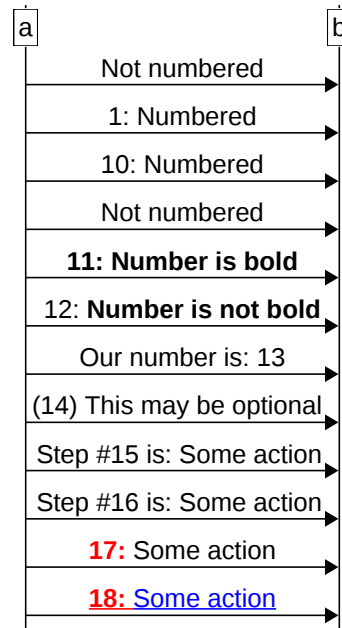 a b
Not numbered
1: Numbered
10: Numbered
Not numbered
11: Number is bold
12: Number is not bold
Our number is: 13
(14) This may be optional
Step #15 is: Some action
Step #16 is: Some action
17: Some action
18: Some action